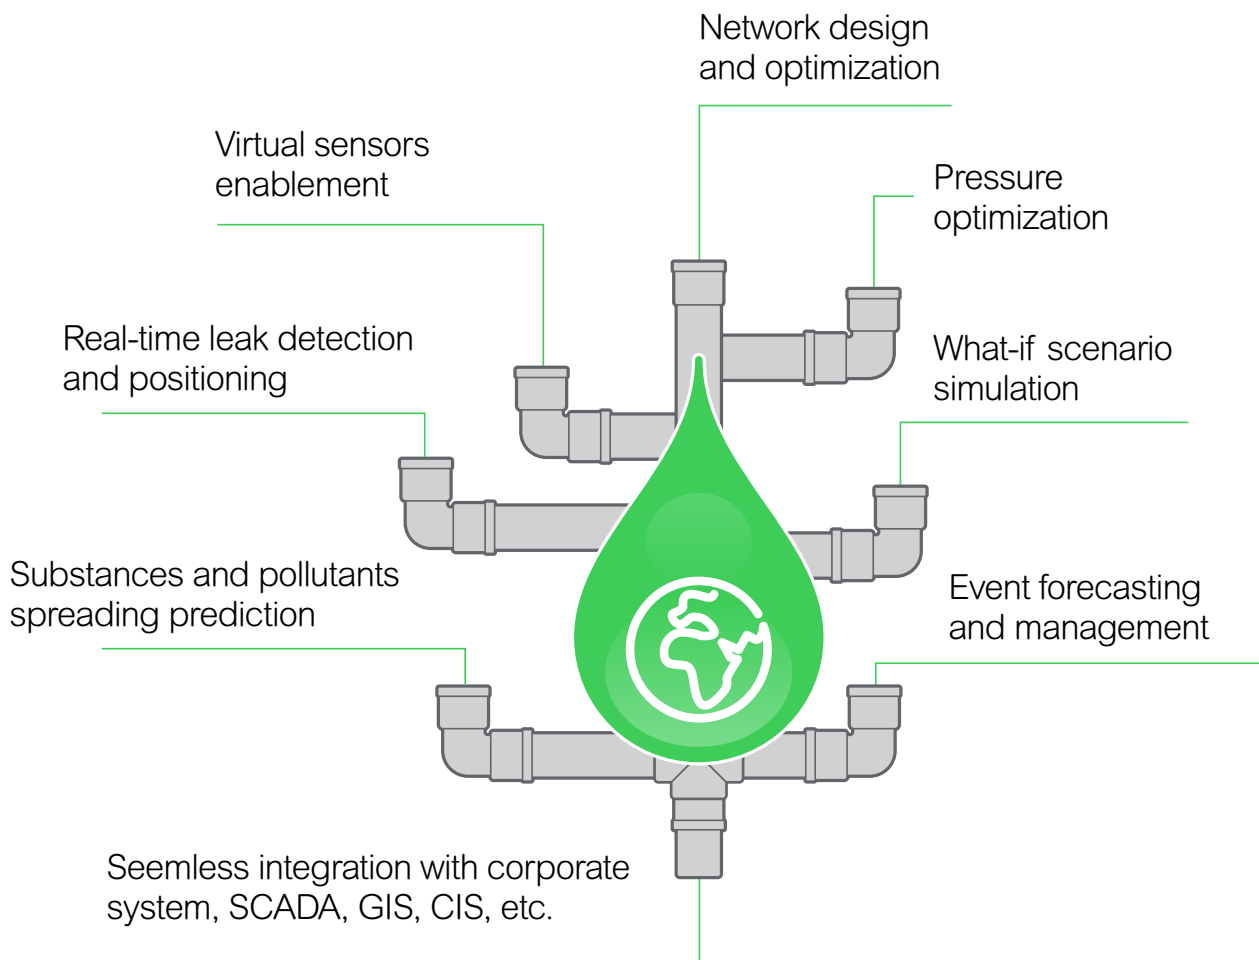 Network design
and optimization
Virtual sensors
enablement
Pressure
optimization
Real-time leak detection
and positioning
What-if scenario
simulation
Substances and pollutants
spreading prediction
Event forecasting
and management
Seemless integration with corporate
system, SCADA, GIS, CIS, etc.